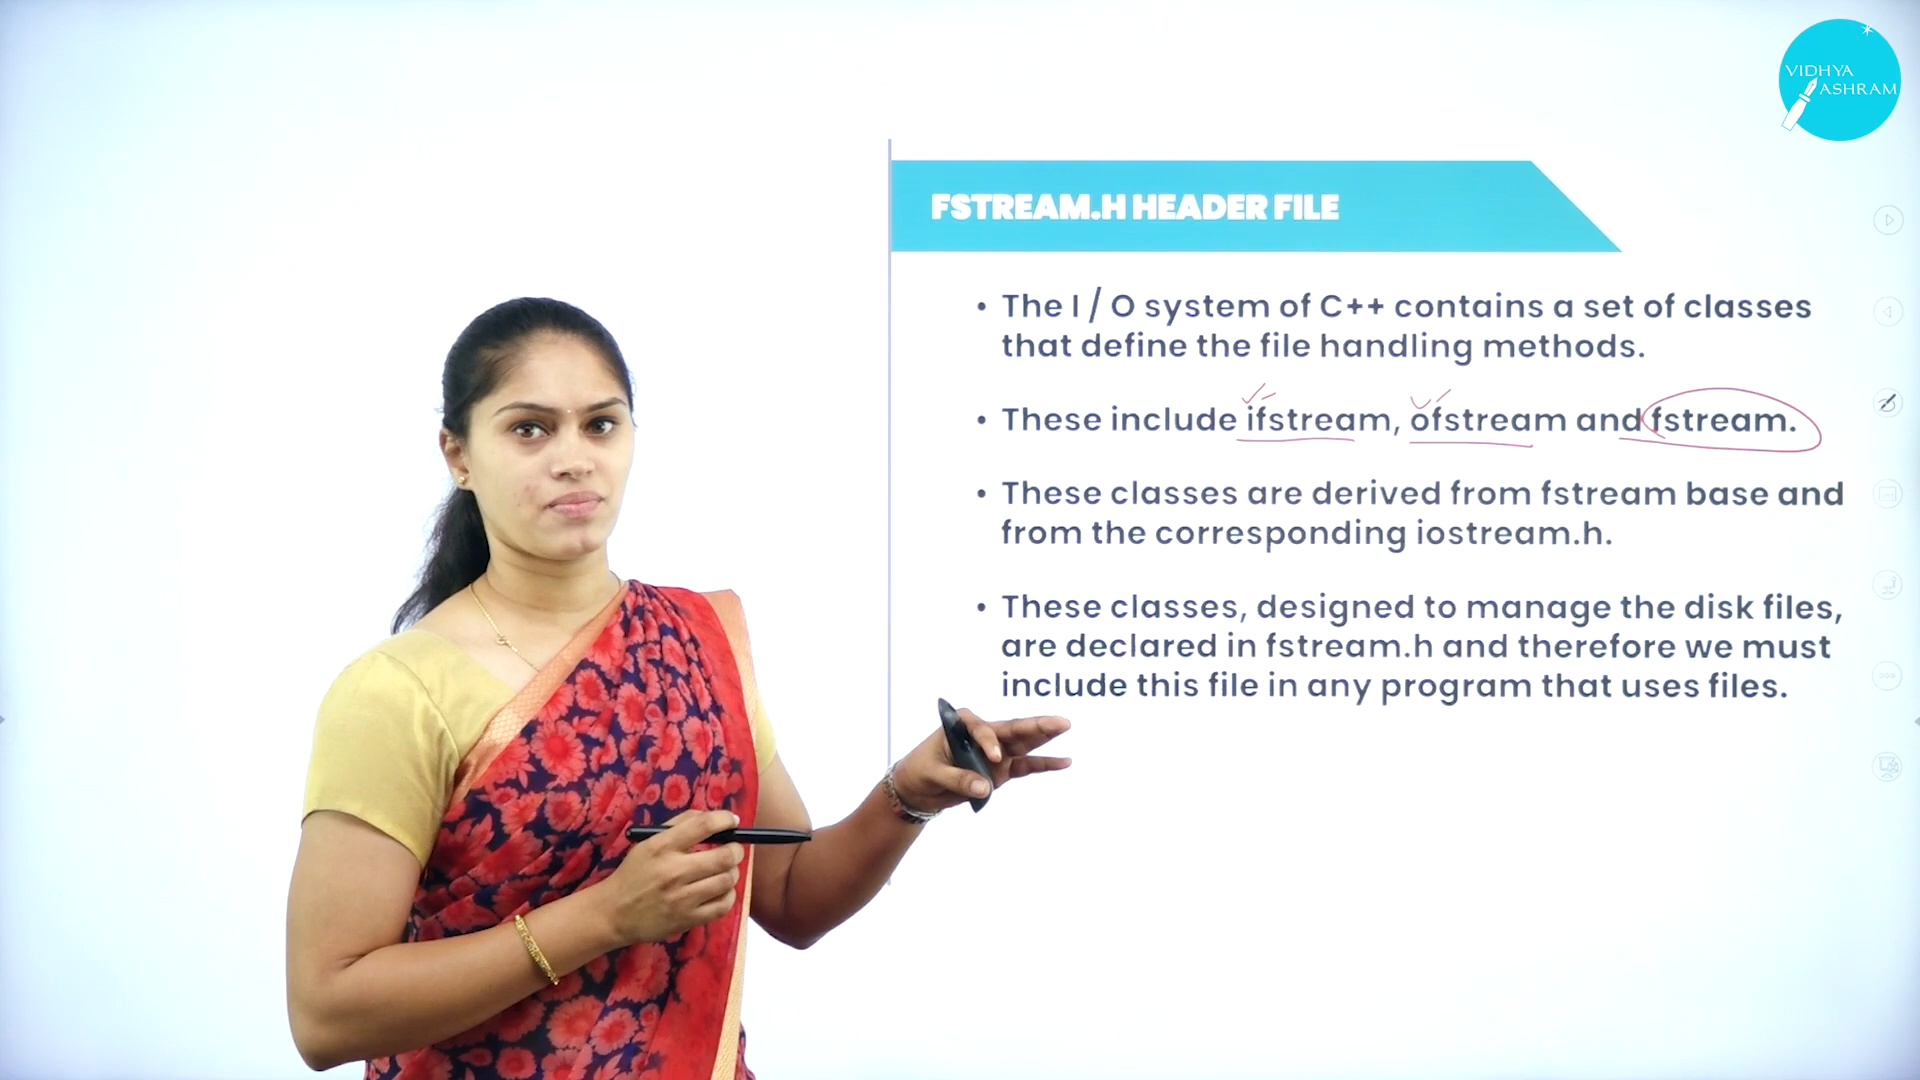 VIDHYA
ASHRAM
FSTREAM.H HEADER FILE
• The I / O system of C++ contains a set of classes
that define the file handling methods.
• These include ifstream, ofstream and fstream.
• These classes are derived from fstream base and
from the corresponding iostream.h.
• These classes, designed to manage the disk files,
are declared in fstream.h and therefore we must
include this file in any program that uses files.